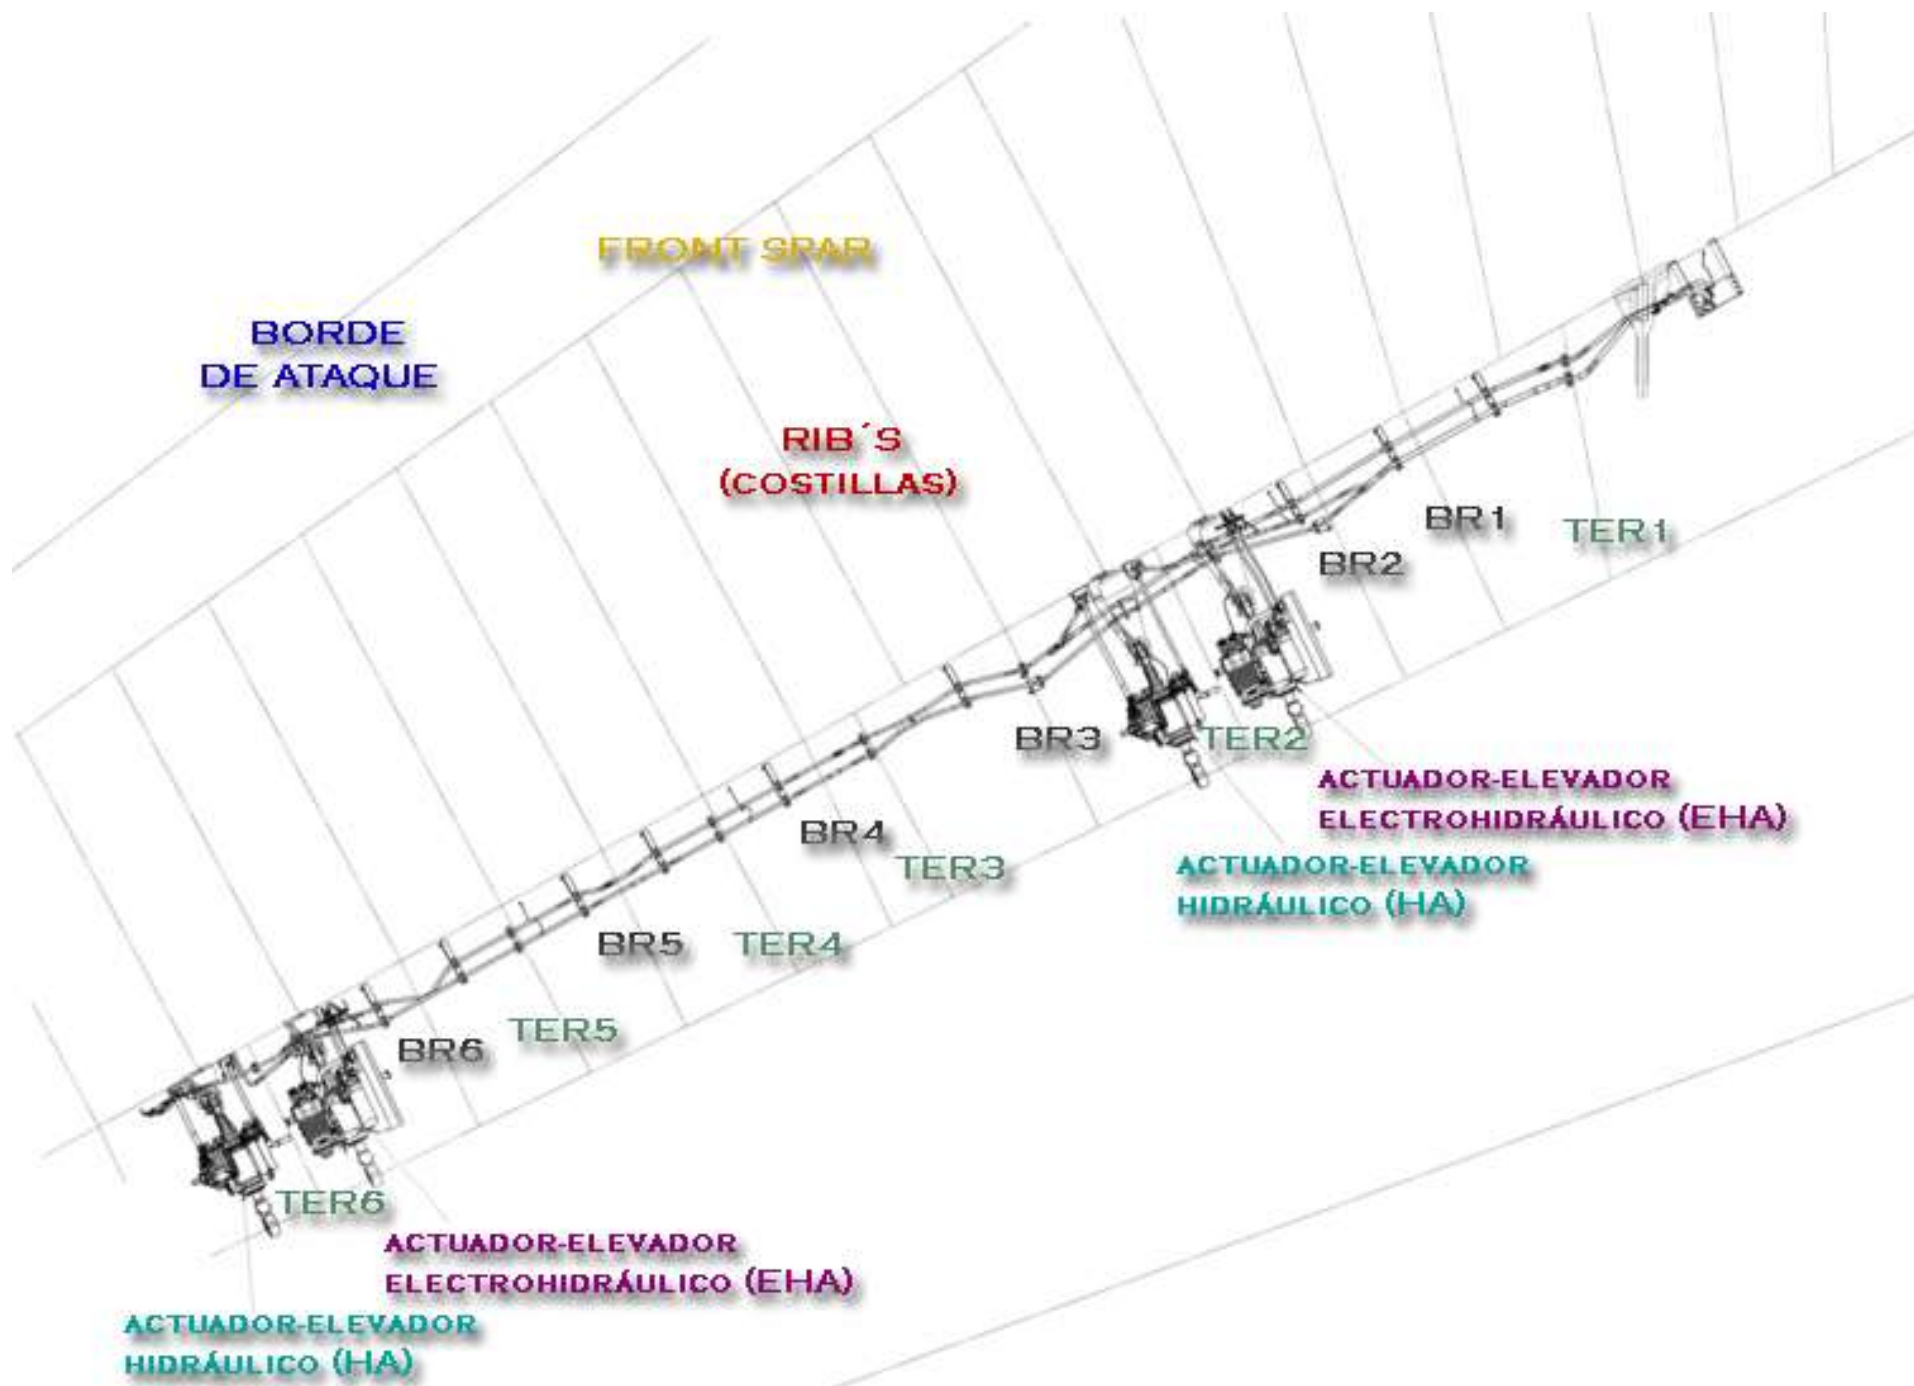 FRONT SPAR
BORDE
DE ATAQUE
RIB´S
(COSTILLAS)
BR1
TER1
BR2
BR3
TER2
ACTUADOR-ELEVADOR
ELECTROHIDRÁULICO (EHA)
BR4
TER3
ACTUADOR-ELEVADOR
HIDRÁULICO (HA)
BR5
TER4
BR6
TER5
TER6
ACTUADOR-ELEVADOR
ELECTROHIDRÁULICO (EHA)
ACTUADOR-ELEVADOR
HIDRÁULICO (HA)